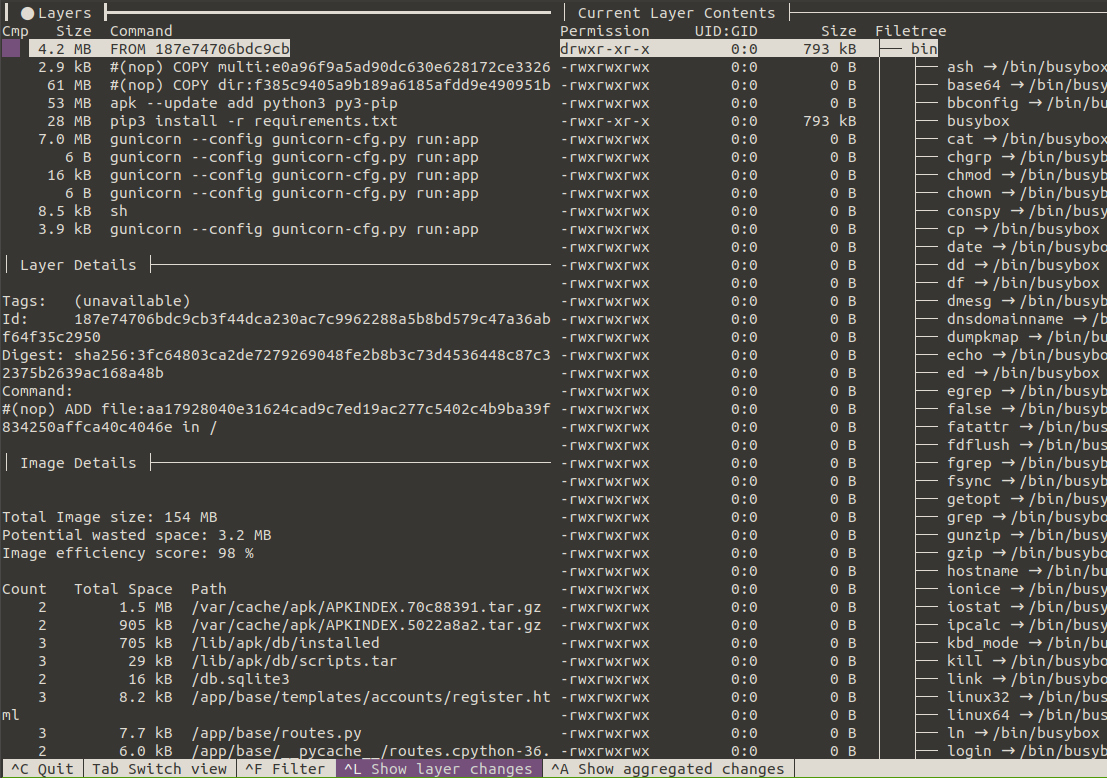 Layers
Cmp Size Command
4.2 MB FROM 187e74706bdc9cb
2.9 kB #(nop) COPY multi:e0a96f9a5ad90dc630e628172ce3326
61 MB #(nop) COPY dir:f385c9405a9b189a6185afdd9e490951b
53 MB apk --update add python3 py3-pip
28 MB pip3 install -r requirements.txt
7.0 MB gunicorn --config gunicorn-cfg.py run:app
6 B gunicorn --config gunicorn-cfg.py run:app
16 kB gunicorn --config gunicorn-cfg.py run:app
6 B gunicorn --config gunicorn-cfg.py run:app
8.5 kB sh
3.9 kB gunicorn --config gunicorn-cfg.py run:app
Layer Details
Tags: (unavailable)
Id: 187e74706bdc9cb3f44dca230ac7c9962288a5b8bd579c47a36ab
f64f35c2950
Digest: sha256:3fc64803ca2de7279269048fe2b8b3c73d4536448c87c3
2375b2639ac168a48b
Command:
#(nop) ADD file:aa17928040e31624cad9c7ed19ac277c5402c4b9ba39f
834250affca40c4046e in /
Image Details
Total Image size: 154 MB
Potential wasted space: 3.2 MB
Image efficiency score: 98 %
Count Total Space Path
2 1.5 MB /var/cache/apk/APKINDEX.70c88391.tar.gz
2 905 kB /var/cache/apk/APKINDEX.5022a8a2.tar.gz
3 705 kB /lib/apk/db/installed
3 29 kB /lib/apk/db/scripts.tar
2 16 kB /db.sqlite3
3 8.2 kB /app/base/templates/accounts/register.ht
ml
3 7.7 kB /app/base/routes.py
2 6.0 kB /app/base/__pycache__/routes.cpython-36.
Current Layer Contents
Permission UID:GID Size Filetree
drwxr-xr-x 0:0 793 kB bin
-rwxrwxrwx 0:0 0 B ash → /bin/busybox
-rwxrwxrwx 0:0 0 B base64 → /bin/busy
-rwxrwxrwx 0:0 0 B bbconfig → /bin/bu
-rwxr-xr-x 0:0 793 kB busybox
-rwxrwxrwx 0:0 0 B cat → /bin/busybox
-rwxrwxrwx 0:0 0 B chgrp → /bin/busyb
-rwxrwxrwx 0:0 0 B chmod → /bin/busyb
-rwxrwxrwx 0:0 0 B chown → /bin/busyb
-rwxrwxrwx 0:0 0 B conspy → /bin/busy
-rwxrwxrwx 0:0 0 B cp → /bin/busybox
-rwxrwxrwx 0:0 0 B date → /bin/busybo
-rwxrwxrwx 0:0 0 B dd → /bin/busybox
-rwxrwxrwx 0:0 0 B df → /bin/busybox
-rwxrwxrwx 0:0 0 B dmesg → /bin/busyb
-rwxrwxrwx 0:0 0 B dnsdomainname → /b
-rwxrwxrwx 0:0 0 B dumpkmap → /bin/bu
-rwxrwxrwx 0:0 0 B echo → /bin/busybo
-rwxrwxrwx 0:0 0 B ed → /bin/busybox
-rwxrwxrwx 0:0 0 B egrep → /bin/busyb
-rwxrwxrwx 0:0 0 B false → /bin/busyb
-rwxrwxrwx 0:0 0 B fatattr → /bin/bus
-rwxrwxrwx 0:0 0 B fdflush → /bin/bus
-rwxrwxrwx 0:0 0 B fgrep → /bin/busyb
-rwxrwxrwx 0:0 0 B fsync → /bin/busyb
-rwxrwxrwx 0:0 0 B getopt → /bin/busy
-rwxrwxrwx 0:0 0 B grep → /bin/busybo
-rwxrwxrwx 0:0 0 B gunzip → /bin/busy
-rwxrwxrwx 0:0 0 B gzip → /bin/busybo
-rwxrwxrwx 0:0 0 B hostname → /bin/bu
-rwxrwxrwx 0:0 0 B ionice → /bin/busy
-rwxrwxrwx 0:0 0 B iostat → /bin/busy
-rwxrwxrwx 0:0 0 B ipcalc → /bin/busy
-rwxrwxrwx 0:0 0 B kbd_mode → /bin/bu
-rwxrwxrwx 0:0 0 B kill → /bin/busybo
-rwxrwxrwx 0:0 0 B link → /bin/busybo
-rwxrwxrwx 0:0 0 B linux32 → /bin/bus
-rwxrwxrwx 0:0 0 B linux64 → /bin/bus
-rwxrwxrwx 0:0 0 B ln → /bin/busybox
-rwxrwxrwx 0:0 0 B login → /bin/busyb
^C Quit Tab Switch view ^F Filter ^L Show layer changes ^A Show aggregated changes